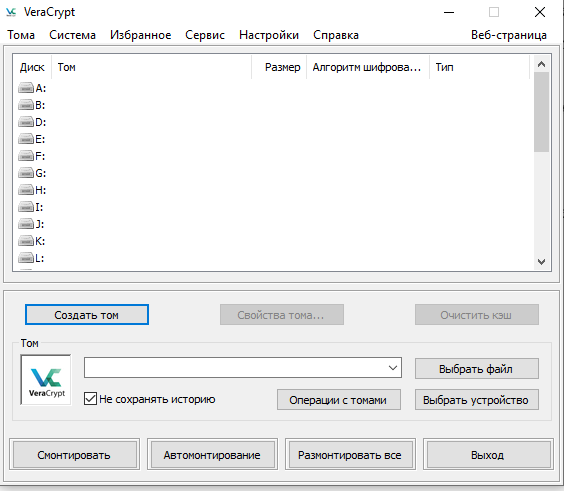 VeraCrypt
Тома Система Избранное Сервис Настройки Справка Веб-страница
Диск Том Размер Алгоритм шифрова... Тип
A:
B:
D:
E:
F:
G:
H:
I:
J:
K:
L:
Создать том Свойства тома... Очистить кэш
Том
VeraCrypt
Выбрать файл
Не сохранять историю Операции с томами Выбрать устройство
Смонтировать Автомонтирование Размонтировать все Выход